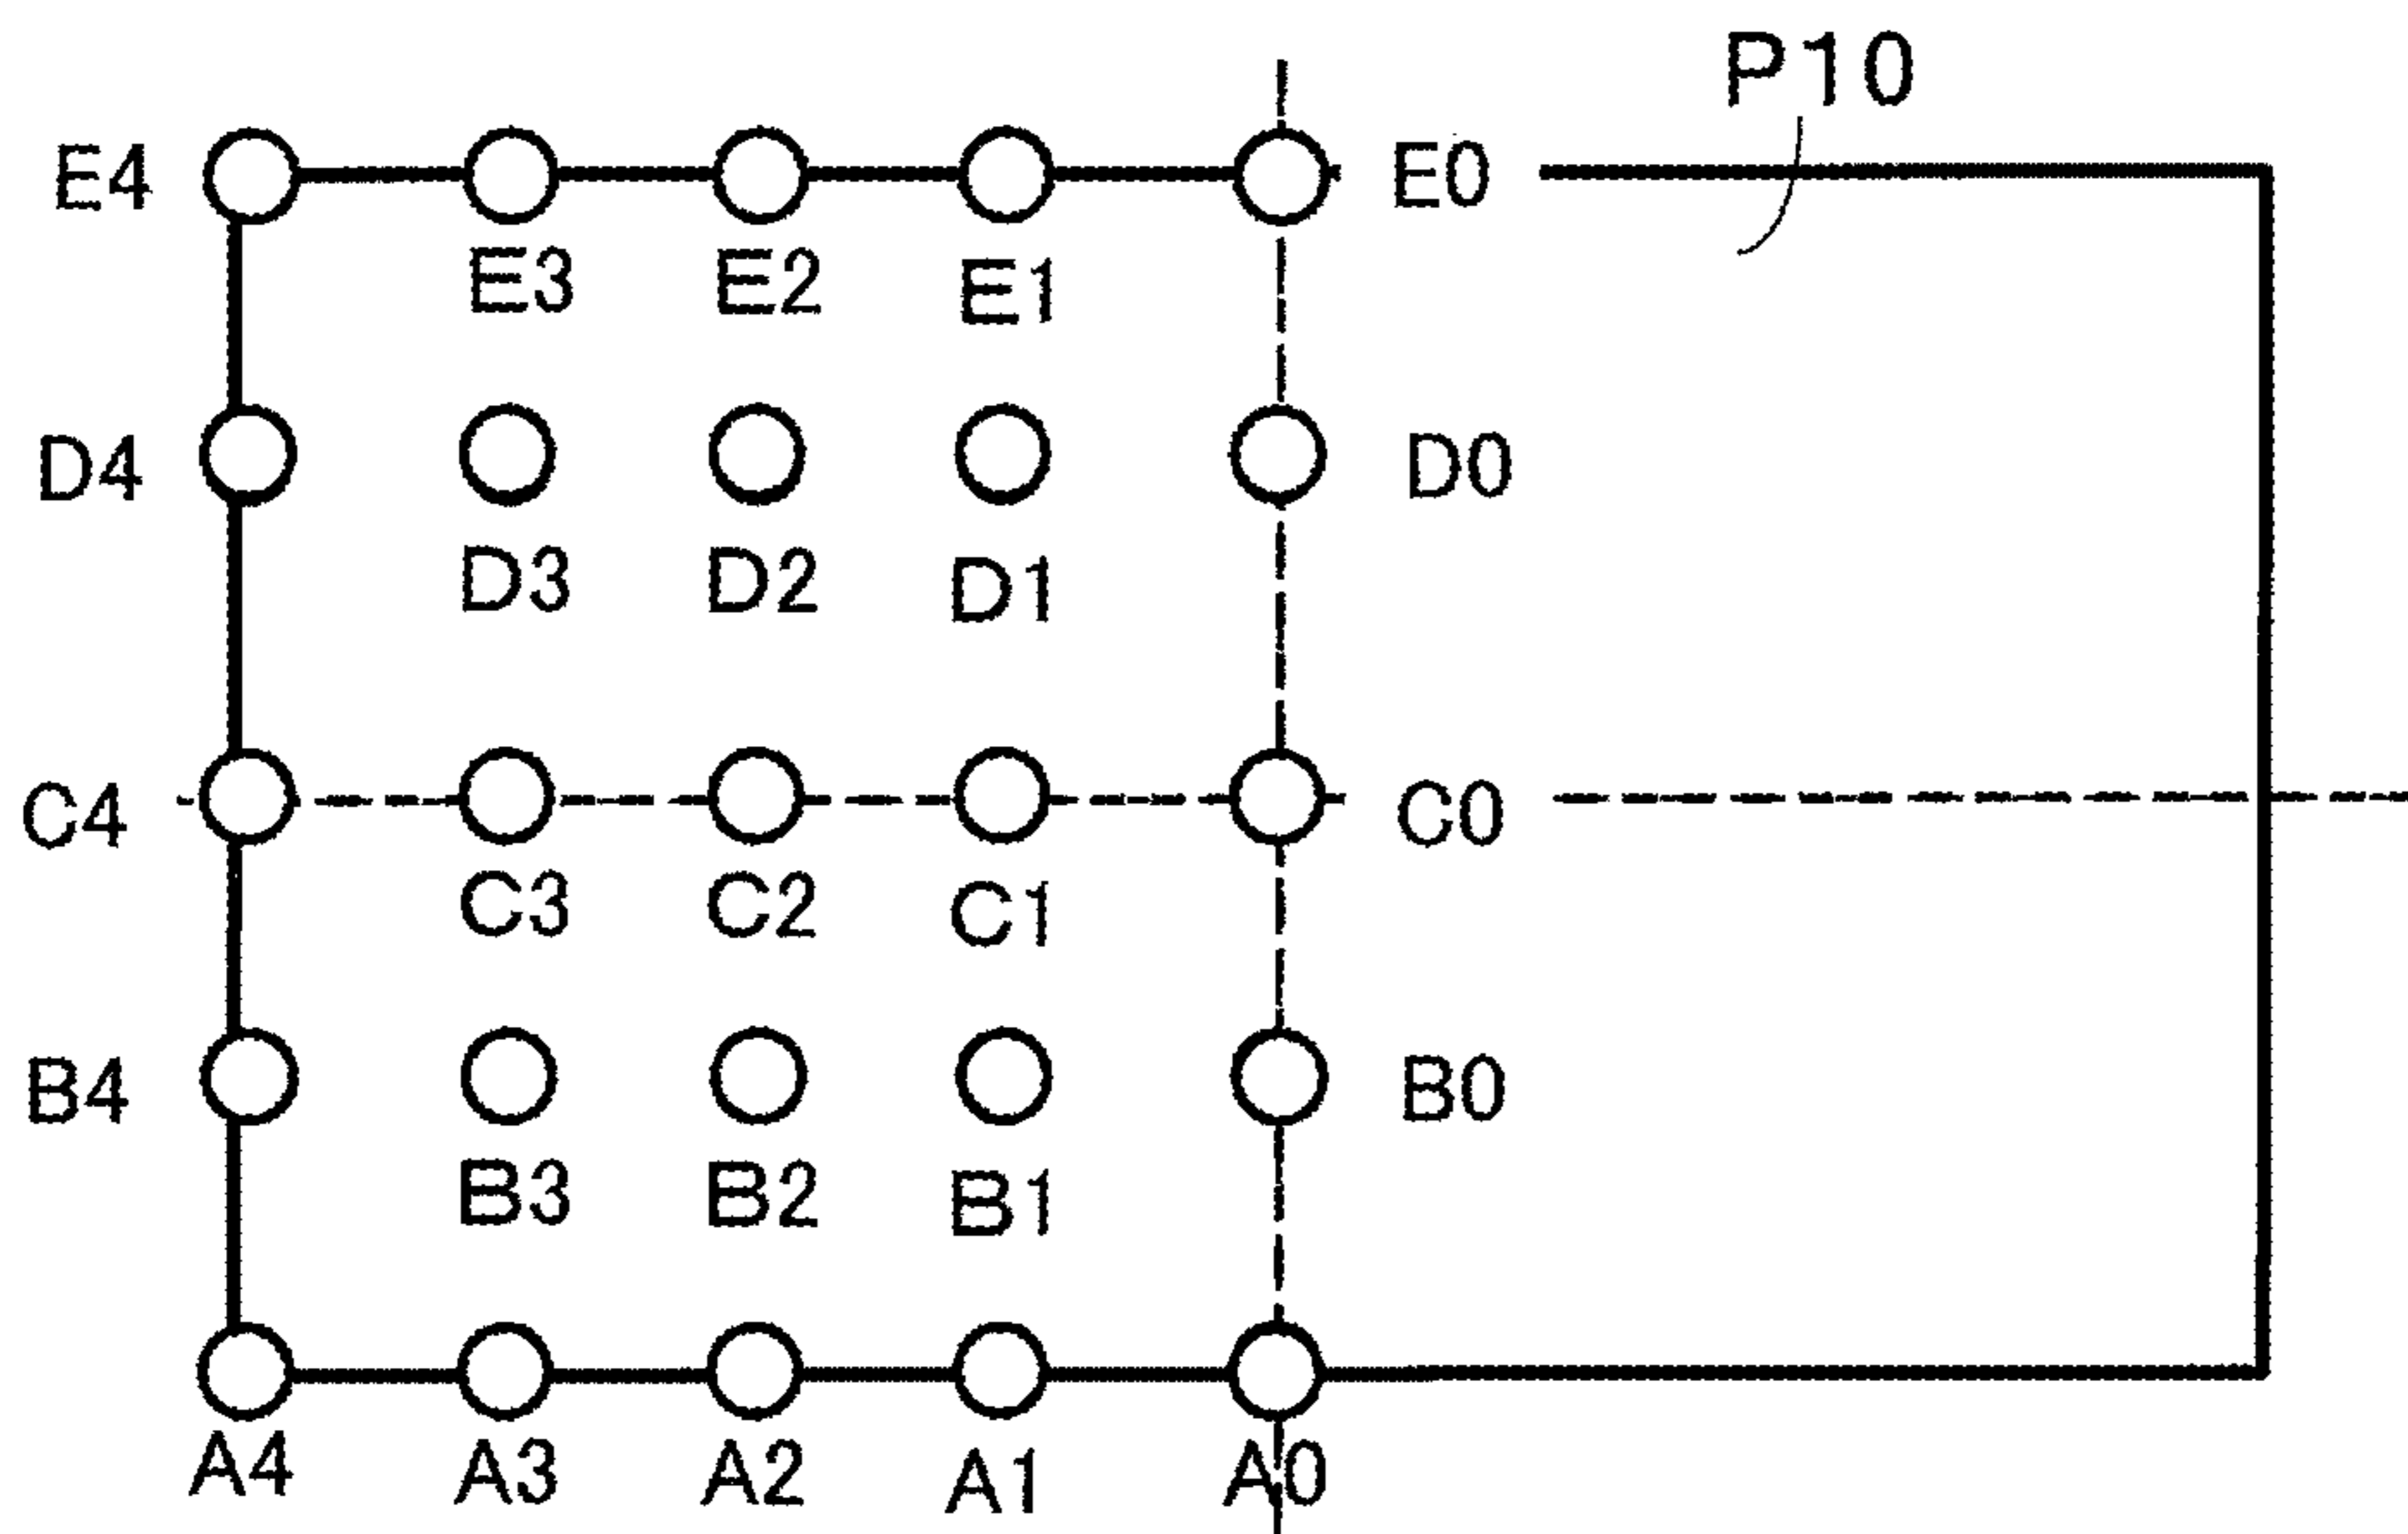 P10
E4 E0
E3 E2 E1
D4 D0
D3 D2 D1
C4 C0
C3 C2 C1
B4 B0
B3 B2 B1
A4 A3 A2 A1 A0